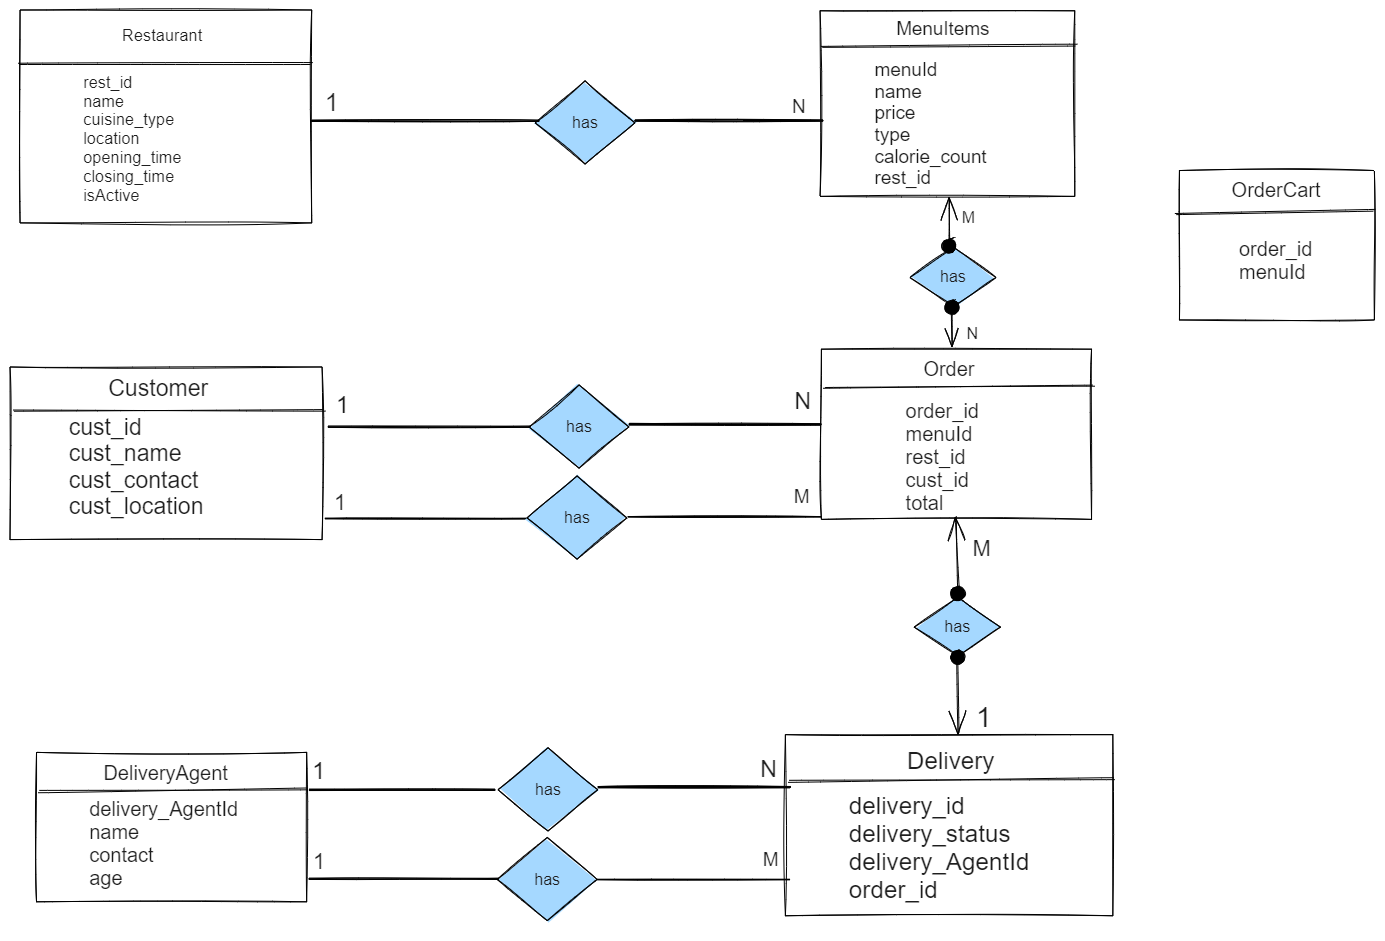 Restaurant
rest_id
name
cuisine_type
location
opening_time
closing_time
isActive
1
has
N
MenuItems
menuId
name
price
type
calorie_count
rest_id
OrderCart
order_id
menuId
M
has
N
Customer
cust_id
cust_name
cust_contact
cust_location
1
has
N
1
has
M
Order
order_id
menuId
rest_id
cust_id
total
M
has
1
DeliveryAgent
delivery_AgentId
name
contact
age
1
has
N
1
has
M
Delivery
delivery_id
delivery_status
delivery_AgentId
order_id